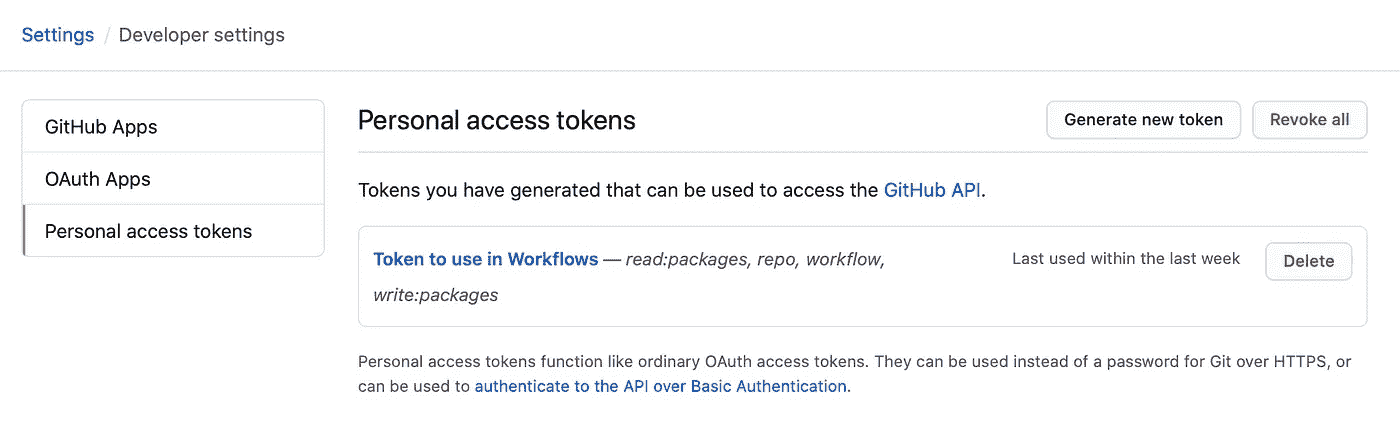 Settings / Developer settings
GitHub Apps
OAuth Apps
Personal access tokens
Personal access tokens
Generate new token
Revoke all
Tokens you have generated that can be used to access the GitHub API.
Token to use in Workflows — read:packages, repo, workflow,
write:packages
Last used within the last week
Delete
Personal access tokens function like ordinary OAuth access tokens. They can be used instead of a password for Git over HTTPS, or
can be used to authenticate to the API over Basic Authentication.